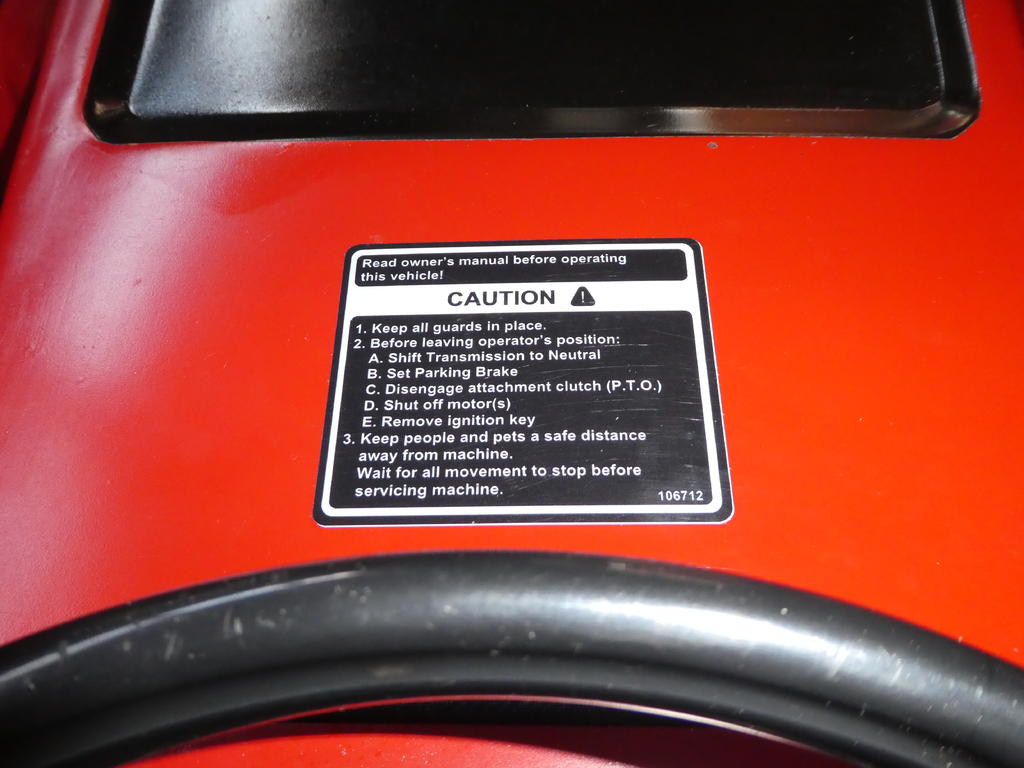 Read owner's manual before operating
this vehicle!
CAUTION
1. Keep all guards in place.
2. Before leaving operator's position:
A. Shift Transmission to Neutral
B. Set Parking Brake
C. Disengage attachment clutch (P.T.O.)
D. Shut off motor(s)
E. Remove ignition key
3. Keep people and pets a safe distance
away from machine.
Wait for all movement to stop before
servicing machine.
106712